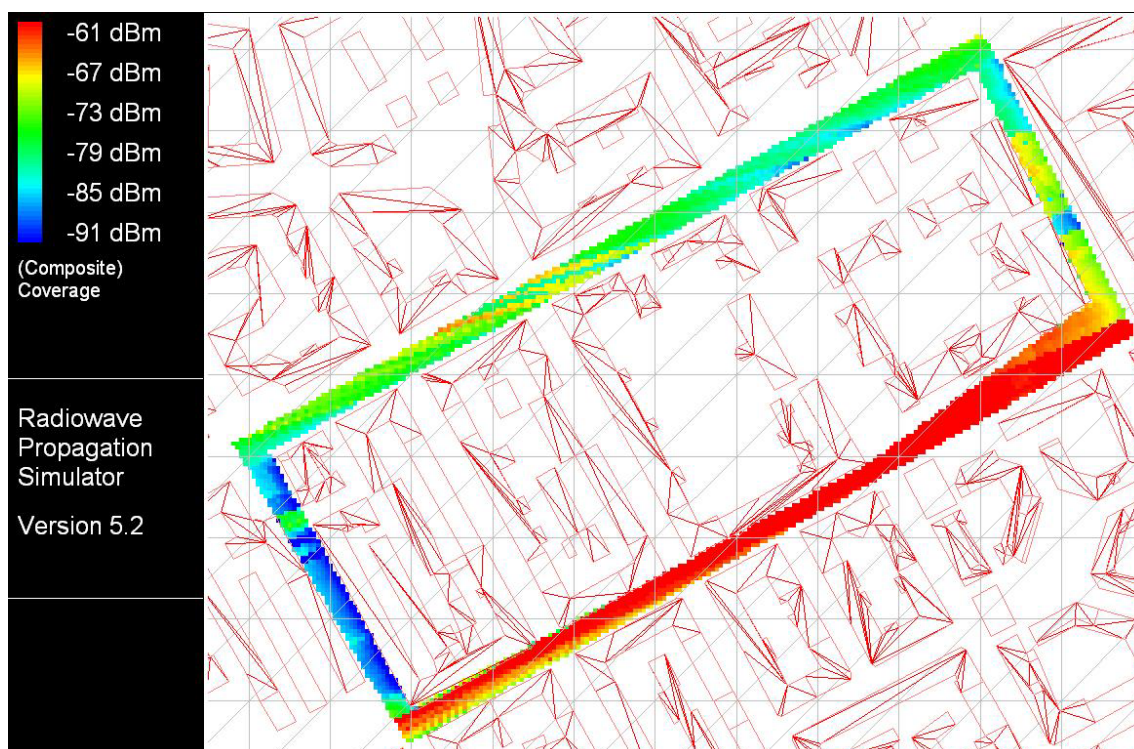 -61 dBm
-67 dBm
-73 dBm
-79 dBm
-85 dBm
-91 dBm
(Composite)
Coverage
Radiowave
Propagation
Simulator
Version 5.2